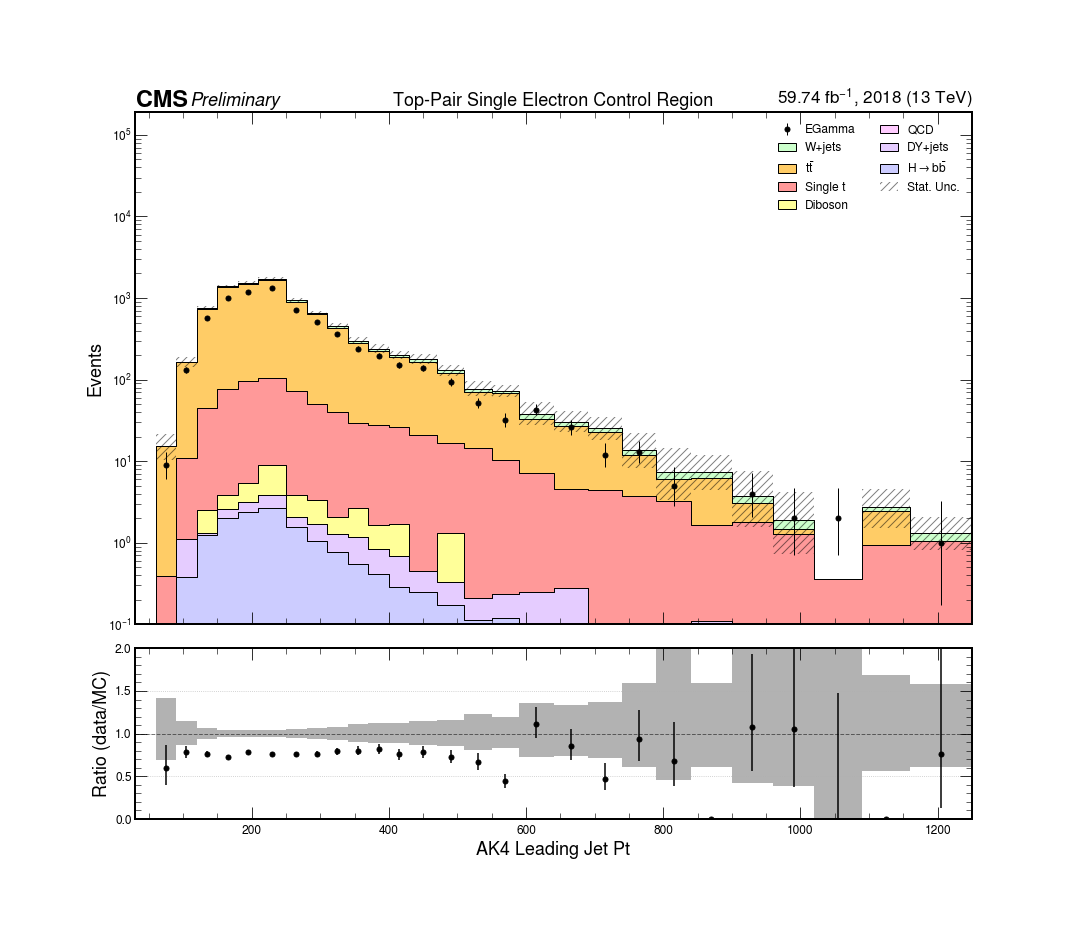 CMS Preliminary Top-Pair Single Electron Control Region 59.74 fb⁻¹, 2018 (13 TeV)
EGamma
W+jets
tt̄
Single t
Diboson
QCD
DY+jets
H→bb̄
Stat. Unc.
10⁵
10⁴
10³
10²
10¹
10⁰
10⁻¹
Events
2.0
1.5
1.0
0.5
0.0
Ratio (data/MC)
200 400 600 800 1000 1200
AK4 Leading Jet Pt